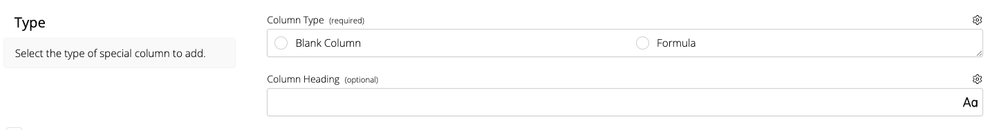 Type
Select the type of special column to add.
Column Type (required)
Blank Column
Formula
Column Heading (optional)
Aa